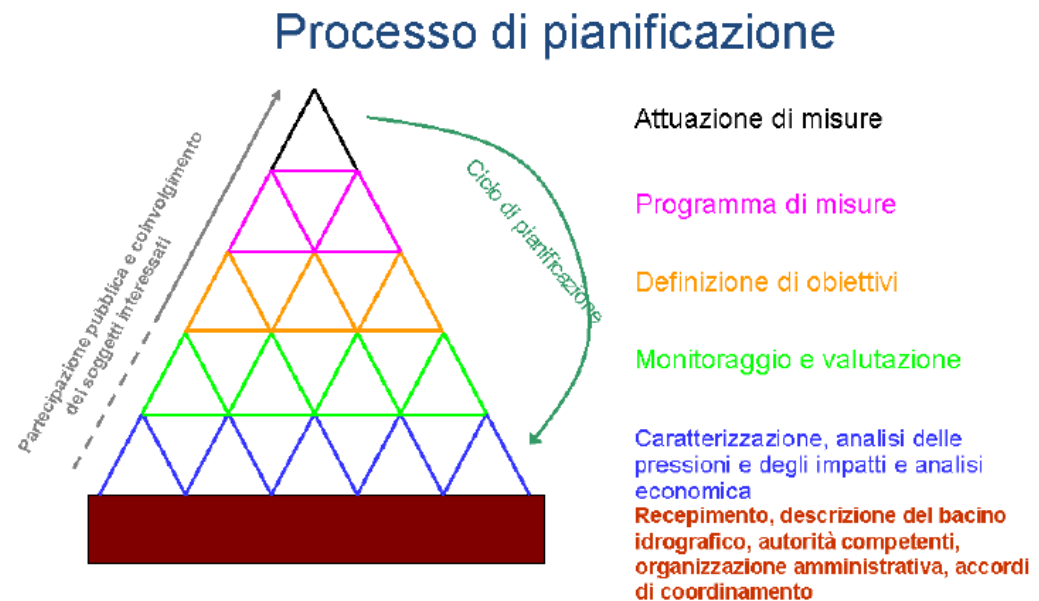 Processo di pianificazione
Partecipazione pubblica e coinvolgimento
dei soggetti interessati
Ciclo di pianificazione
Attuazione di misure
Programma di misure
Definizione di obiettivi
Monitoraggio e valutazione
Caratterizzazione, analisi delle
pressioni e degli impatti e analisi
economica
Recepimento, descrizione del bacino
idrografico, autorità competenti,
organizzazione amministrativa, accordi
di coordinamento